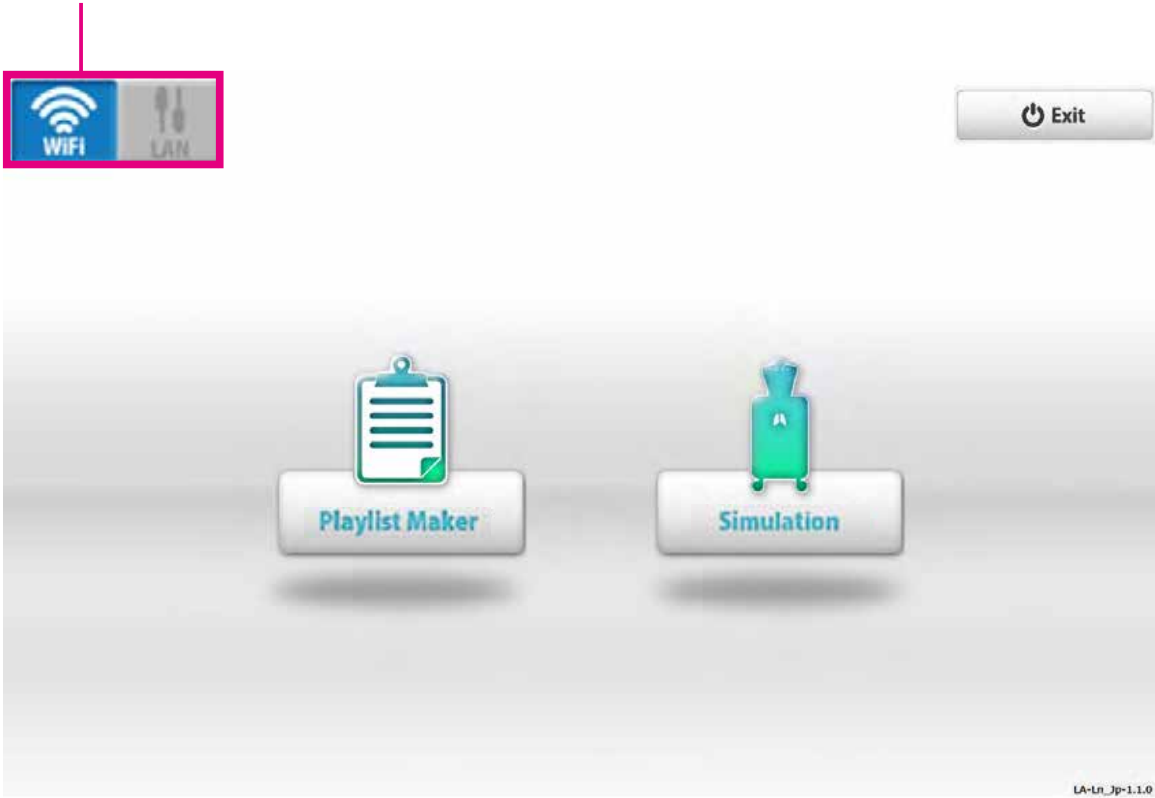 WiFi
LAN
Exit
Playlist Maker
Simulation
LA-Ln_Jp-1.1.0